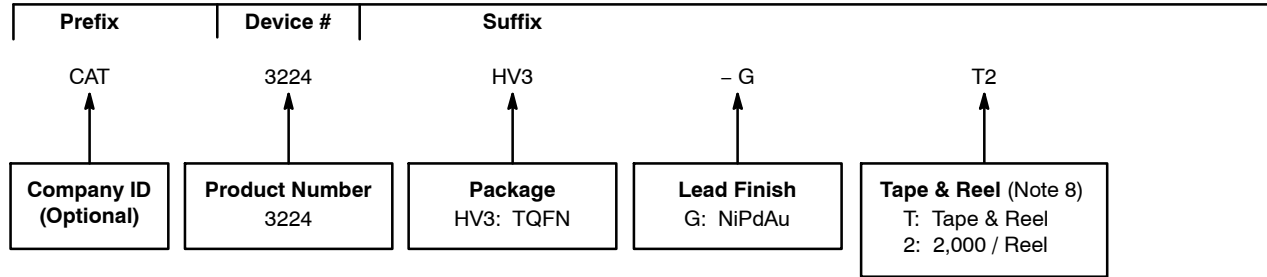 Prefix Device # Suffix
CAT 3224 HV3 – G T2
Company ID
(Optional)
Product Number
3224
Package
HV3: TQFN
Lead Finish
G: NiPdAu
Tape & Reel (Note 8)
T: Tape & Reel
2: 2,000 / Reel